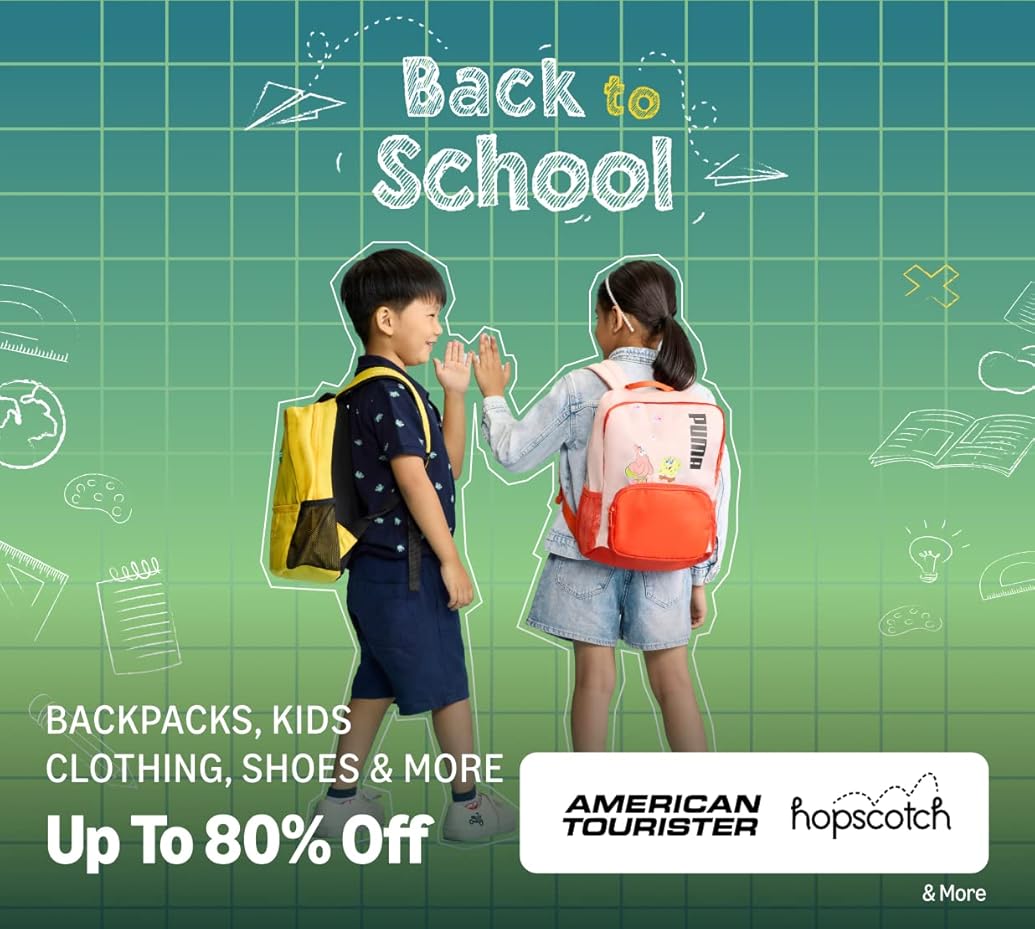 Back to
School
PUMA
BACKPACKS, KIDS
CLOTHING, SHOES & MORE
Up To 80% Off
AMERICAN
TOURISTER
hopscotch
& More